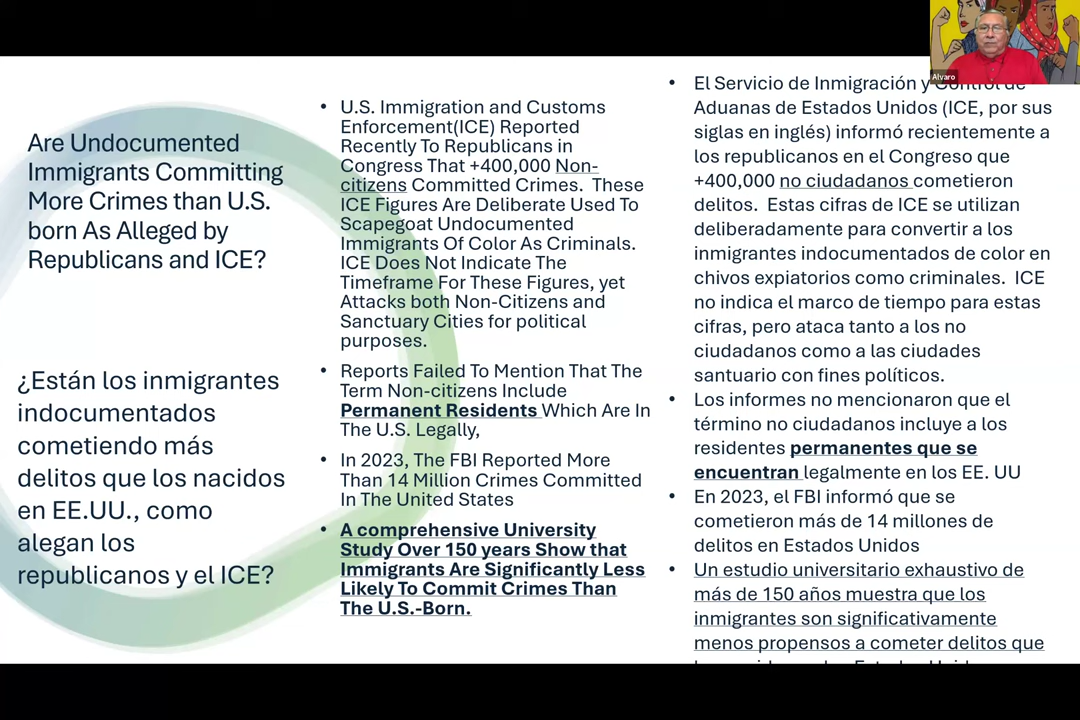 Are Undocumented
Immigrants Committing
More Crimes than U.S.
born As Alleged by
Republicans and ICE?
¿Están los inmigrantes
indocumentados
cometiendo más
delitos que los nacidos
en EE.UU., como
alegan los
republicanos y el ICE?
• U.S. Immigration and Customs
Enforcement(ICE) Reported
Recently To Republicans in
Congress That +400,000 Non-
citizens Committed Crimes. These
ICE Figures Are Deliberate Used To
Scapegoat Undocumented
Immigrants Of Color As Criminals.
ICE Does Not Indicate The
Timeframe For These Figures, yet
Attacks both Non-Citizens and
Sanctuary Cities for political
purposes.
• Reports Failed To Mention That The
Term Non-citizens Include
Permanent Residents Which Are In
The U.S. Legally,
• In 2023, The FBI Reported More
Than 14 Million Crimes Committed
In The United States
• A comprehensive University
Study Over 150 years Show that
Immigrants Are Significantly Less
Likely To Commit Crimes Than
The U.S.-Born.
• El Servicio de Inmigración y Control de
Aduanas de Estados Unidos (ICE, por sus
siglas en inglés) informó recientemente a
los republicanos en el Congreso que
+400,000 no ciudadanos cometieron
delitos. Estas cifras de ICE se utilizan
deliberadamente para convertir a los
inmigrantes indocumentados de color en
chivos expiatorios como criminales. ICE
no indica el marco de tiempo para estas
cifras, pero ataca tanto a los no
ciudadanos como a las ciudades
santuario con fines políticos.
• Los informes no mencionaron que el
término no ciudadanos incluye a los
residentes permanentes que se
encuentran legalmente en los EE. UU
• En 2023, el FBI informó que se
cometieron más de 14 millones de
delitos en Estados Unidos
• Un estudio universitario exhaustivo de
más de 150 años muestra que los
inmigrantes son significativamente
menos propensos a cometer delitos que
Alvaro